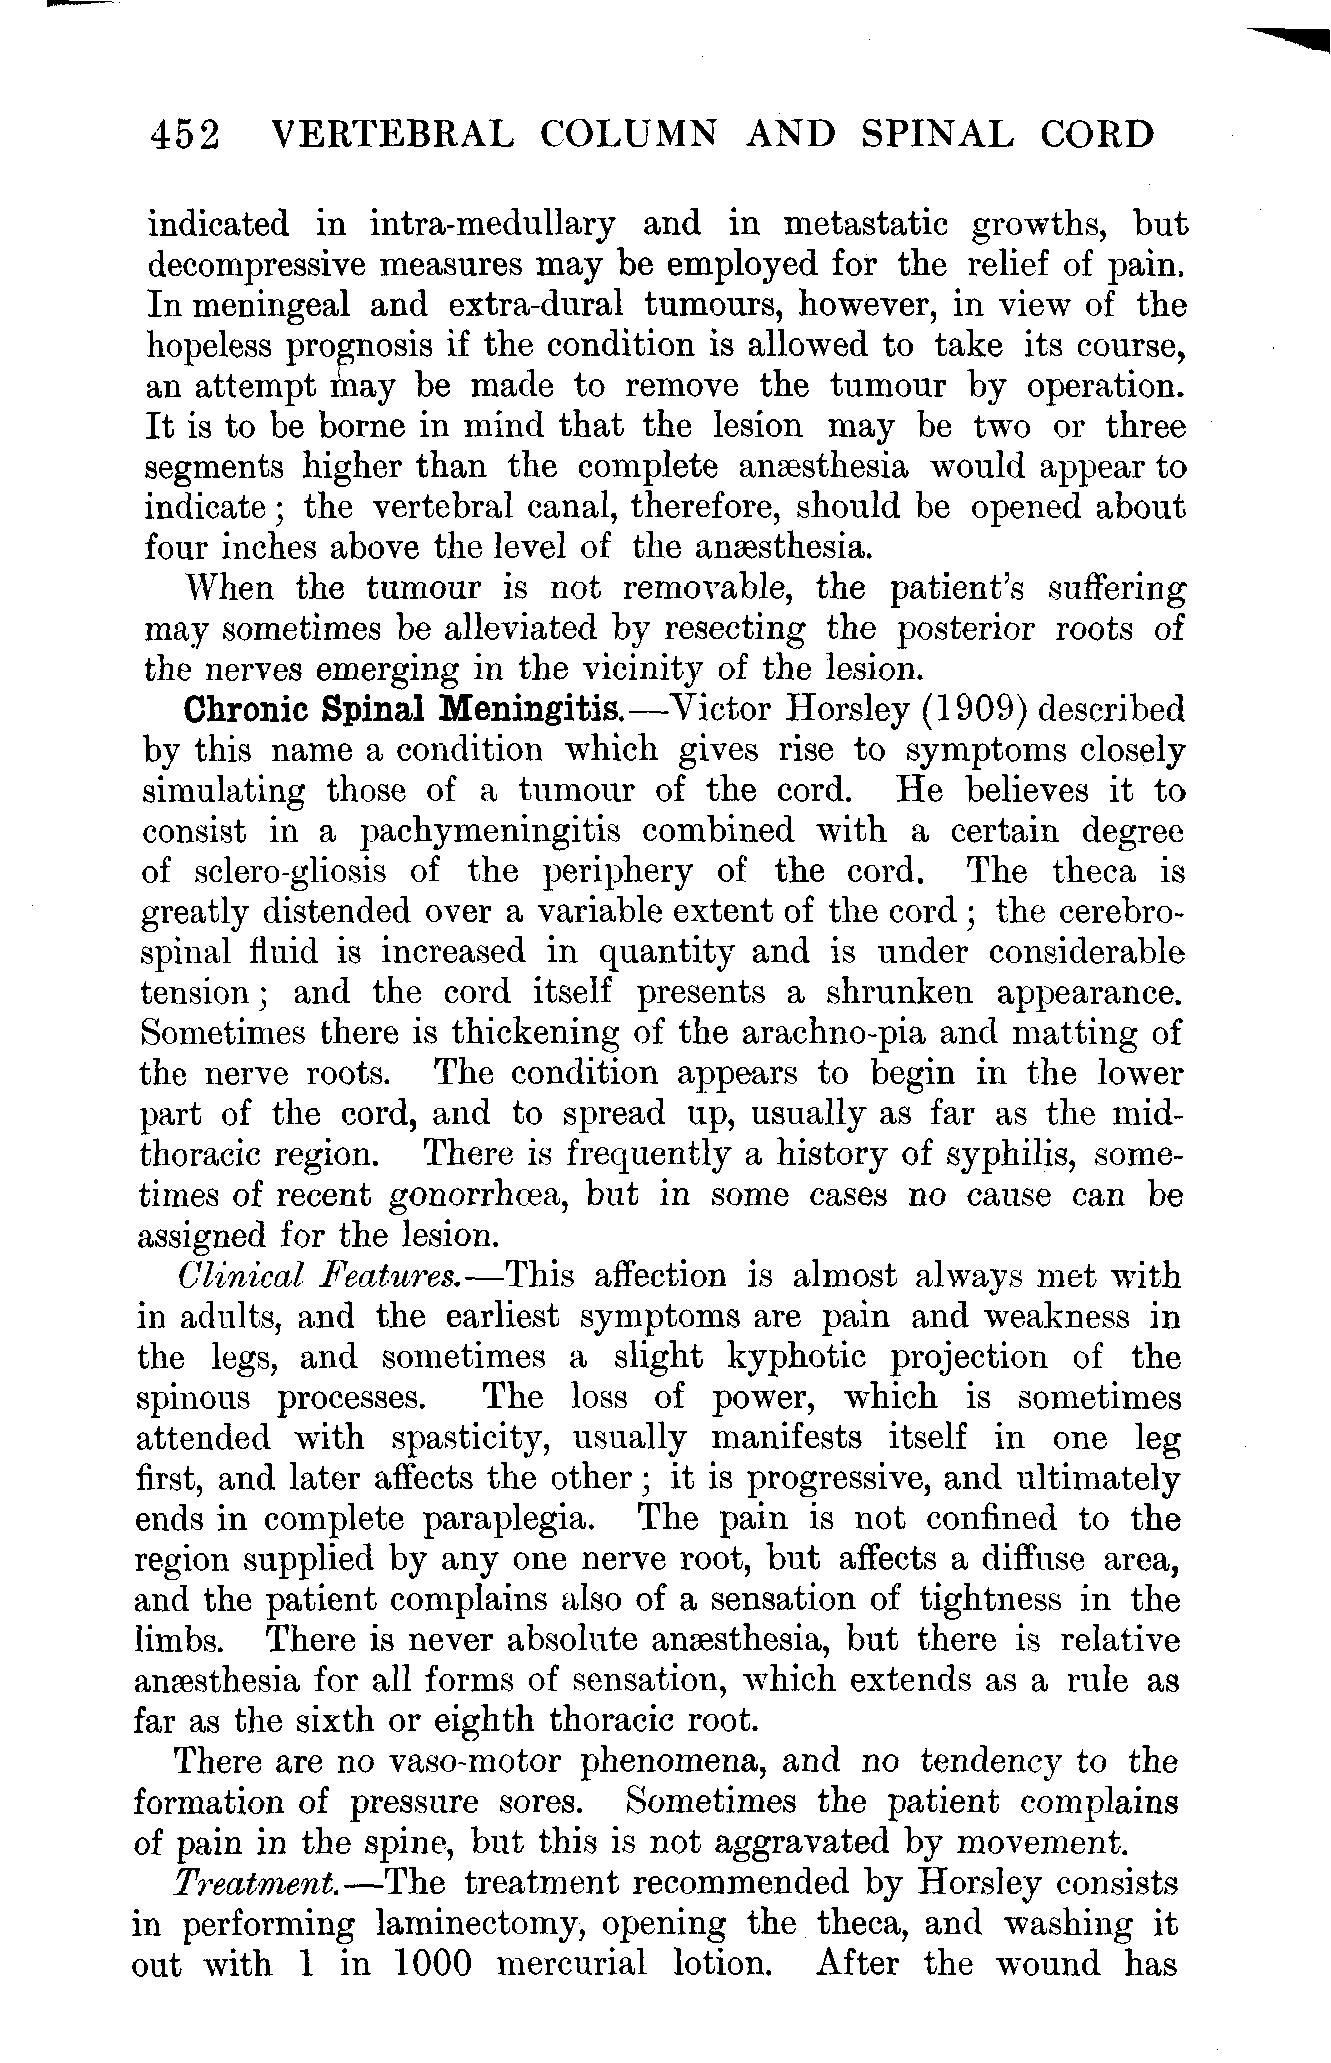 452 VERTEBRAL COLUMN AND SPINAL CORD
indicated in intra-medullary and in metastatic growths, but
decompressive measures may be employed for the relief of pain.
In meningeal and extra-dural tumours, however, in view of the
hopeless prognosis if the condition is allowed to take its course,
an attempt may be made to remove the tumour by operation.
It is to be borne in mind that the lesion may be two or three
segments higher than the complete anæsthesia would appear to
indicate; the vertebral canal, therefore, should be opened about
four inches above the level of the anæsthesia.
When the tumour is not removable, the patient's suffering
may sometimes be alleviated by resecting the posterior roots of
the nerves emerging in the vicinity of the lesion.
Chronic Spinal Meningitis.—Victor Horsley (1909) described
by this name a condition which gives rise to symptoms closely
simulating those of a tumour of the cord. He believes it to
consist in a pachymeningitis combined with a certain degree
of sclero-gliosis of the periphery of the cord. The theca is
greatly distended over a variable extent of the cord; the cerebro-
spinal fluid is increased in quantity and is under considerable
tension; and the cord itself presents a shrunken appearance.
Sometimes there is thickening of the arachno-pia and matting of
the nerve roots. The condition appears to begin in the lower
part of the cord, and to spread up, usually as far as the mid-
thoracic region. There is frequently a history of syphilis, some-
times of recent gonorrhœa, but in some cases no cause can be
assigned for the lesion.
Clinical Features.—This affection is almost always met with
in adults, and the earliest symptoms are pain and weakness in
the legs, and sometimes a slight kyphotic projection of the
spinous processes. The loss of power, which is sometimes
attended with spasticity, usually manifests itself in one leg
first, and later affects the other; it is progressive, and ultimately
ends in complete paraplegia. The pain is not confined to the
region supplied by any one nerve root, but affects a diffuse area,
and the patient complains also of a sensation of tightness in the
limbs. There is never absolute anæsthesia, but there is relative
anæsthesia for all forms of sensation, which extends as a rule as
far as the sixth or eighth thoracic root.
There are no vaso-motor phenomena, and no tendency to the
formation of pressure sores. Sometimes the patient complains
of pain in the spine, but this is not aggravated by movement.
Treatment.—The treatment recommended by Horsley consists
in performing laminectomy, opening the theca, and washing it
out with 1 in 1000 mercurial lotion. After the wound has